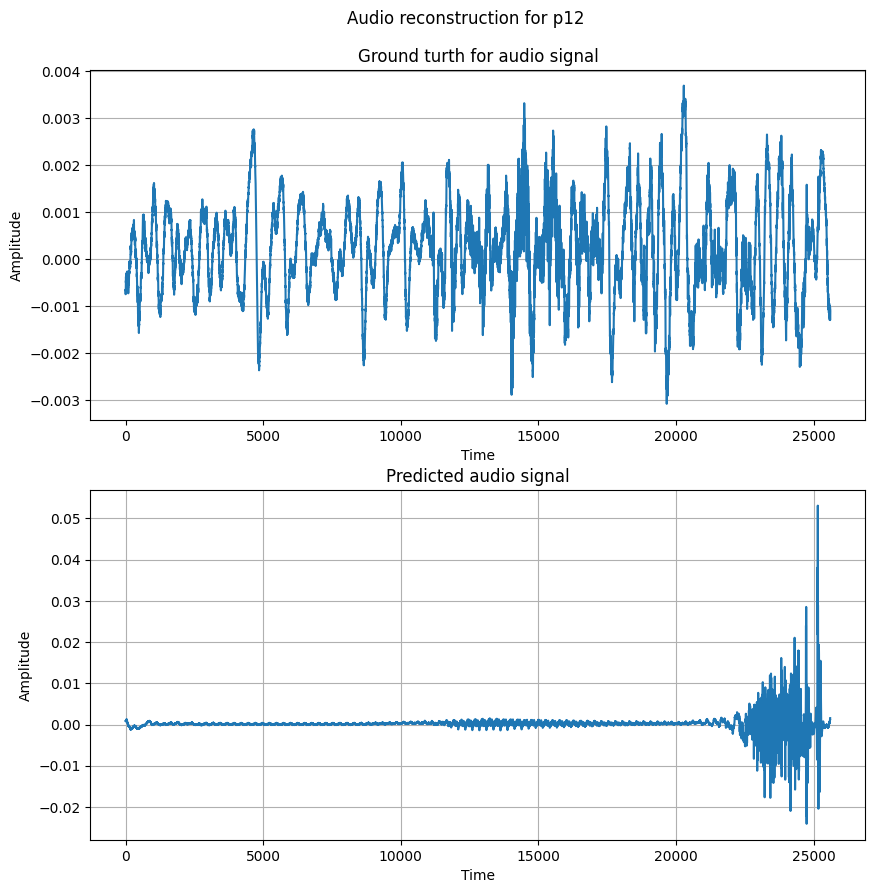 Audio reconstruction for p12
Ground turth for audio signal
0.004
0.003
0.002
0.001
0.000
−0.001
−0.002
−0.003
Amplitude
0 5000 10000 15000 20000 25000
Time
Predicted audio signal
0.05
0.04
0.03
0.02
0.01
0.00
−0.01
−0.02
Amplitude
0 5000 10000 15000 20000 25000
Time